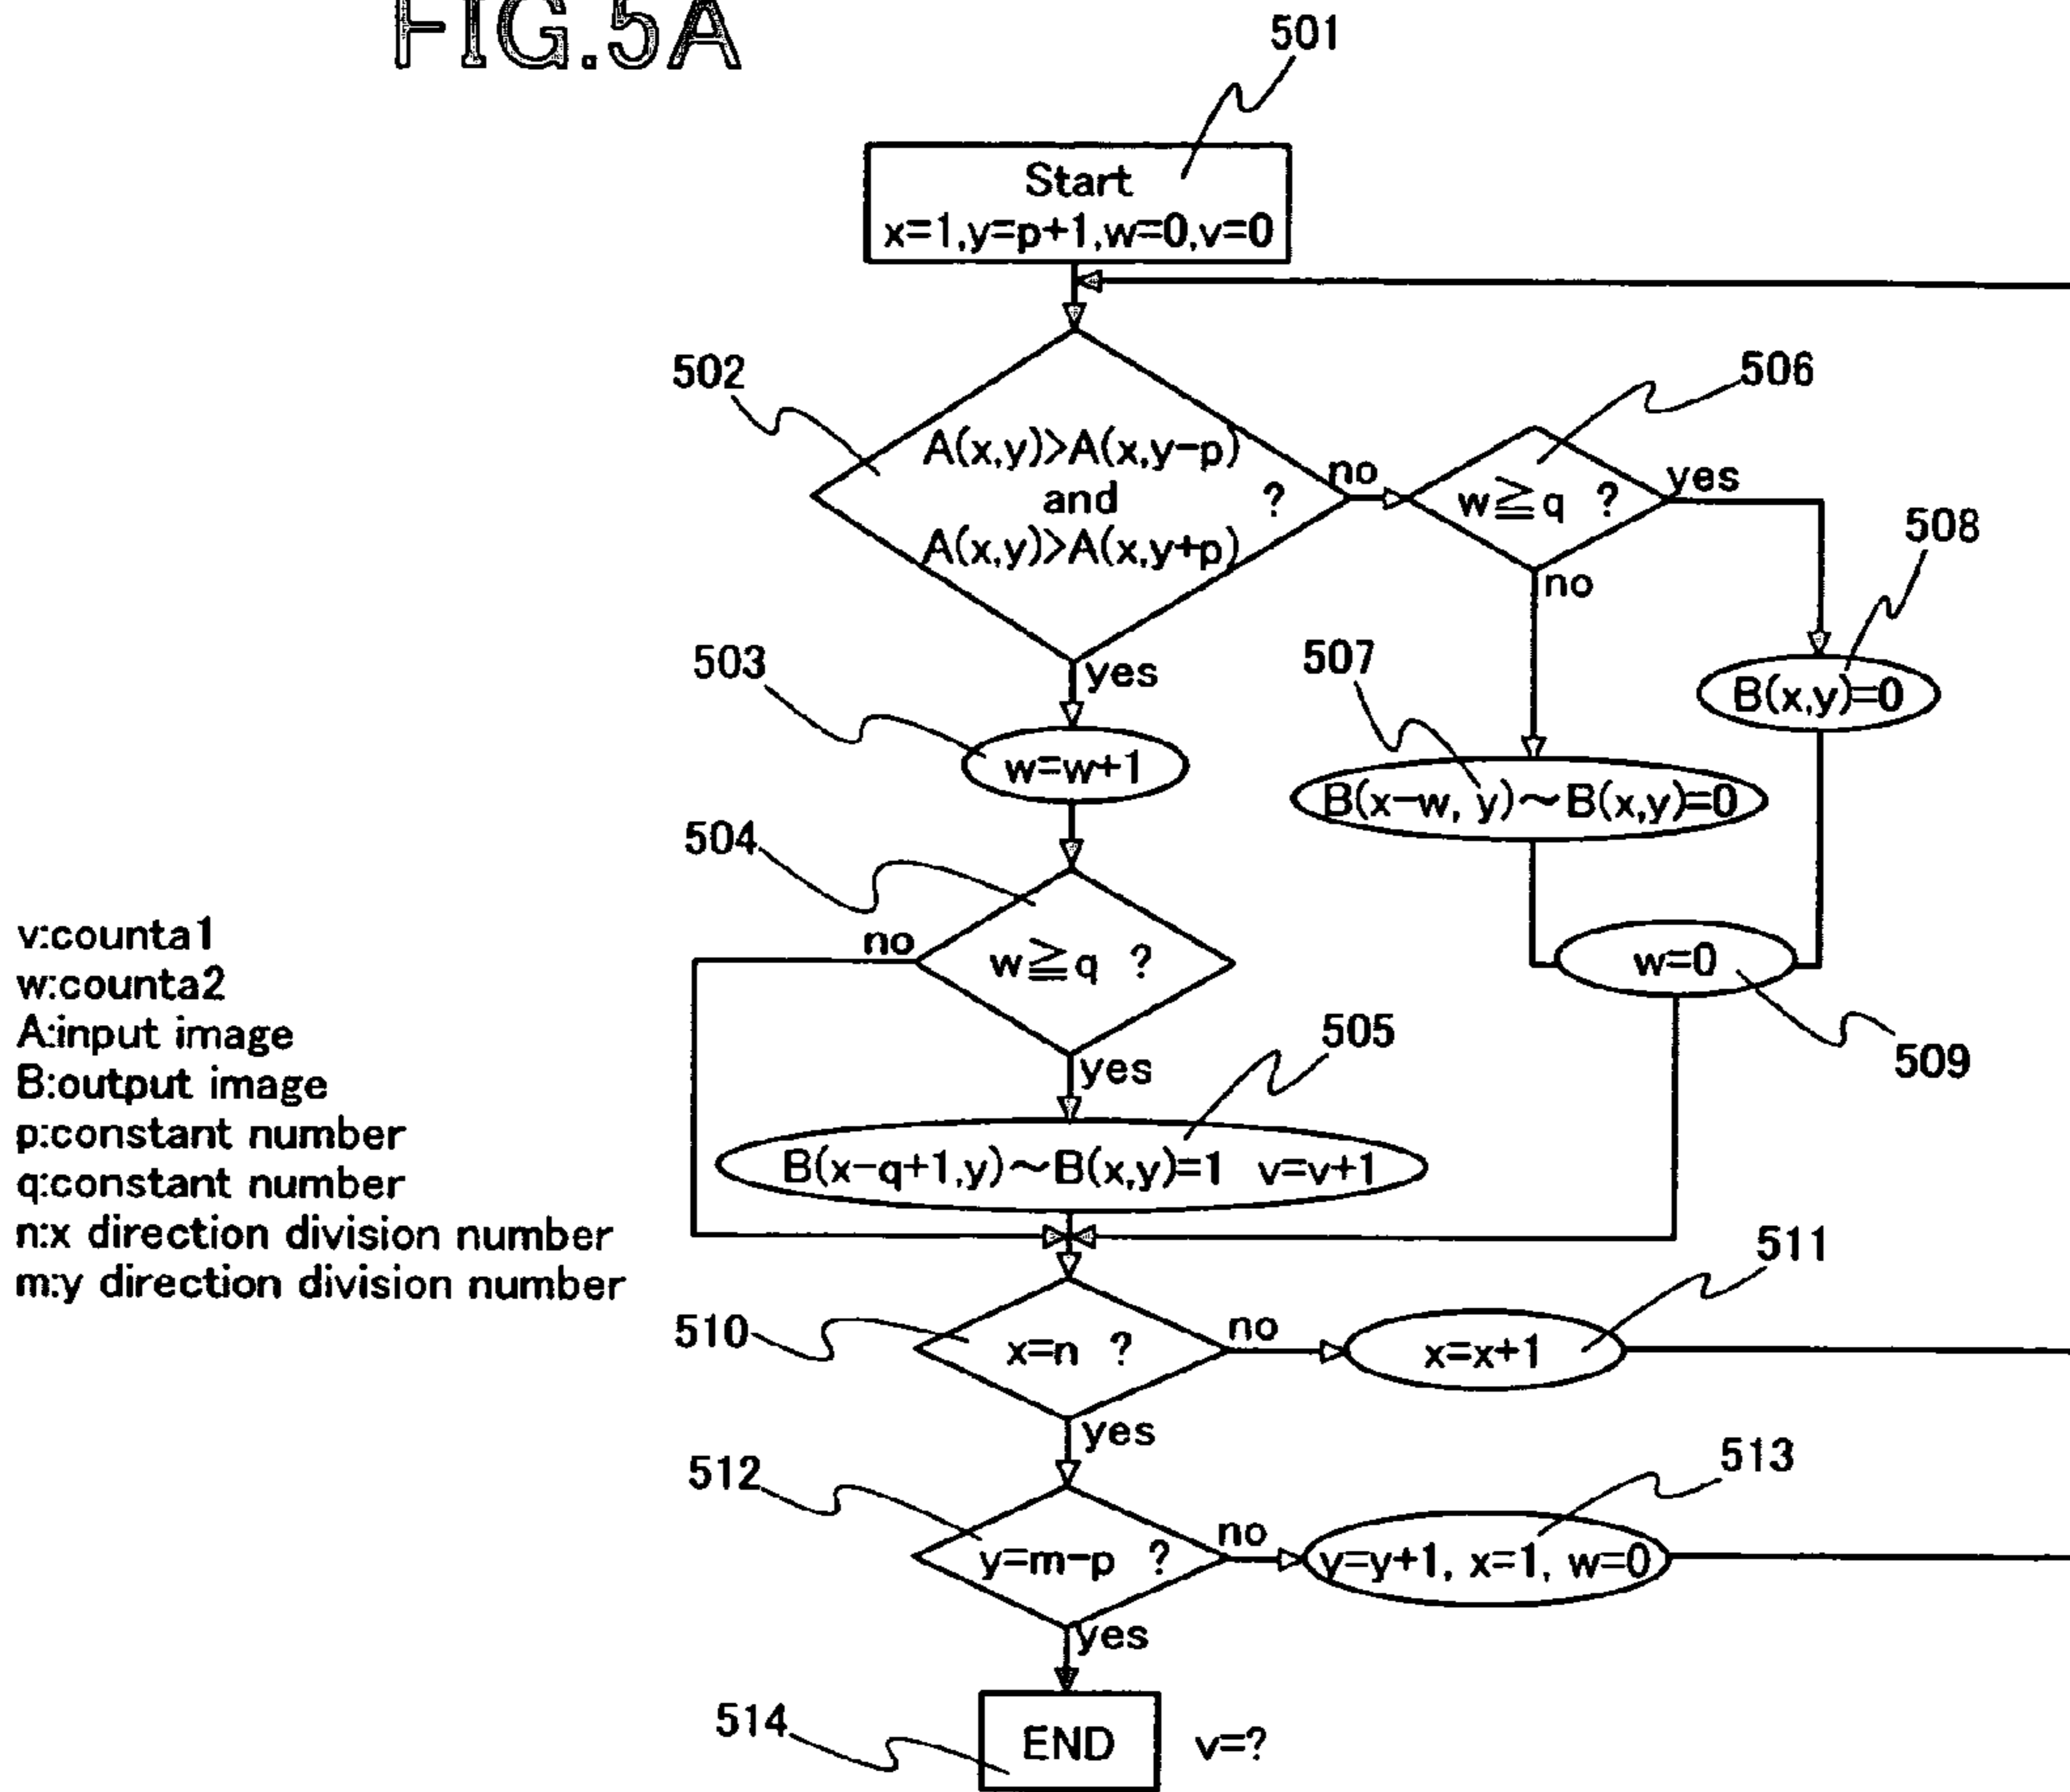 FIG.5A
501
Start
x=1,y=p+1,w=0,v=0
502
A(x,y)>A(x,y-p)
and
A(x,y)>A(x,y+p)
?
no
yes
506
w≧q ?
yes
no
508
B(x,y)=0
507
B(x-w, y)~B(x,y)=0
503
w=w+1
504
w≧q ?
no
yes
w=0
509
505
B(x-q+1,y)~B(x,y)=1 v=v+1
v:counta1
w:counta2
A:input image
B:output image
p:constant number
q:constant number
n:x direction division number
m:y direction division number
510
x=n ?
no
yes
511
x=x+1
512
y=m-p ?
no
yes
513
y=y+1, x=1, w=0
514
END
v=?